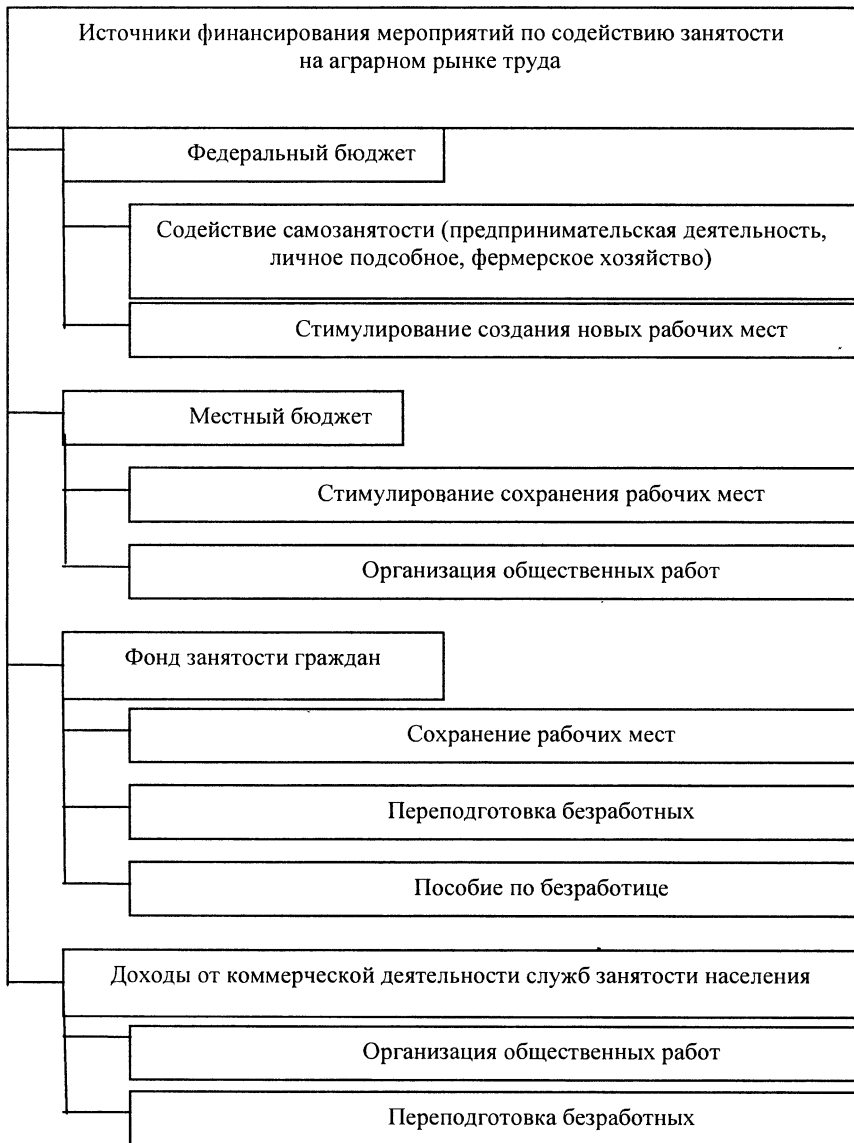 Источники финансирования мероприятий по содействию занятости
на аграрном рынке труда
Федеральный бюджет
Содействие самозанятости (предпринимательская деятельность,
личное подсобное, фермерское хозяйство)
Стимулирование создания новых рабочих мест
Местный бюджет
Стимулирование сохранения рабочих мест
Организация общественных работ
Фонд занятости граждан
Сохранение рабочих мест
Переподготовка безработных
Пособие по безработице
Доходы от коммерческой деятельности служб занятости населения
Организация общественных работ
Переподготовка безработных